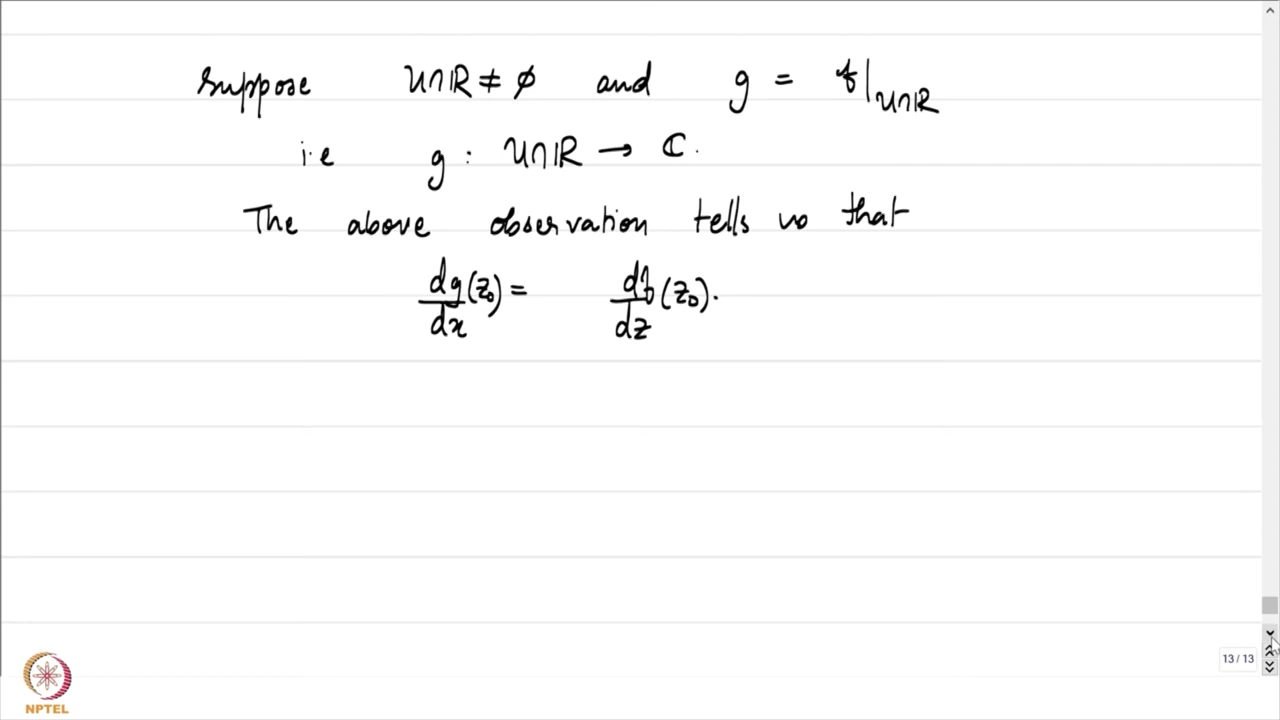 Suppose U∩ℝ ≠ ∅ and g = f|_{U∩ℝ}
i.e g : U∩ℝ → ℂ.
The above observation tells us that
dg/dx (z₀) = df/dz (z₀).
13 / 13
NPTEL